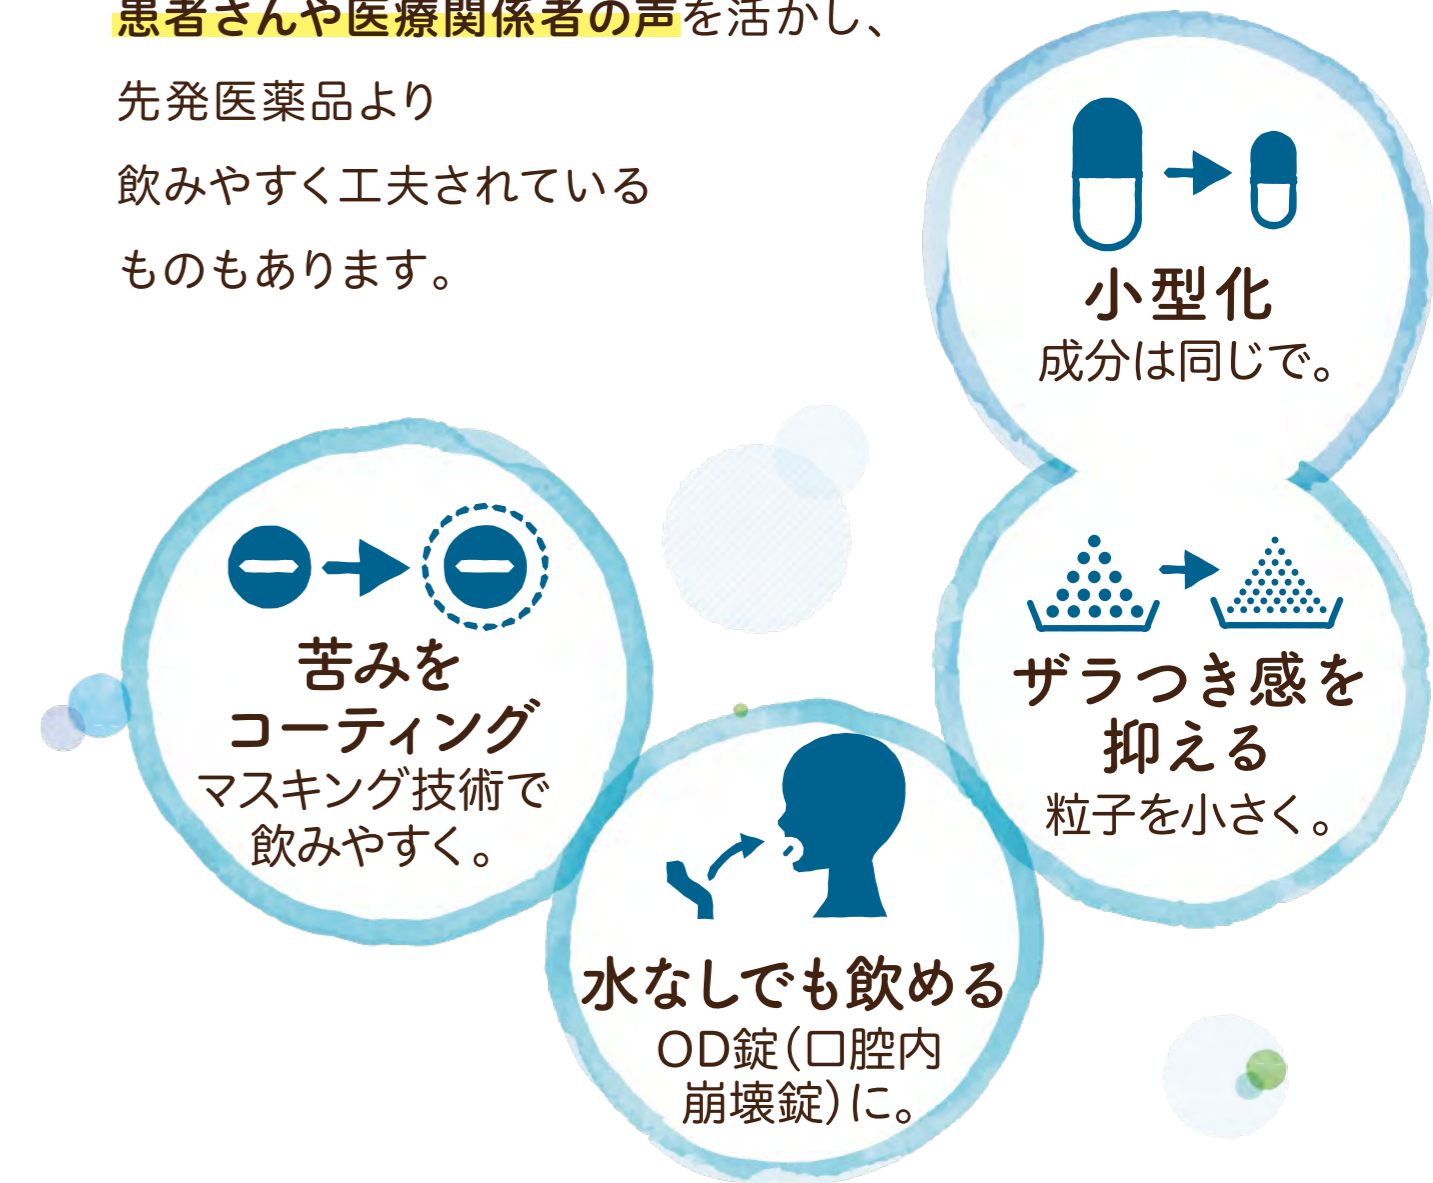 患者さんや医療関係者の声を活かし、
先発医薬品より
飲みやすく工夫されている
ものもあります。
小型化
成分は同じで。
ザラつき感を
抑える
粒子を小さく。
苦みを
コーティング
マスキング技術で
飲みやすく。
水なしでも飲める
OD錠(口腔内
崩壊錠)に。